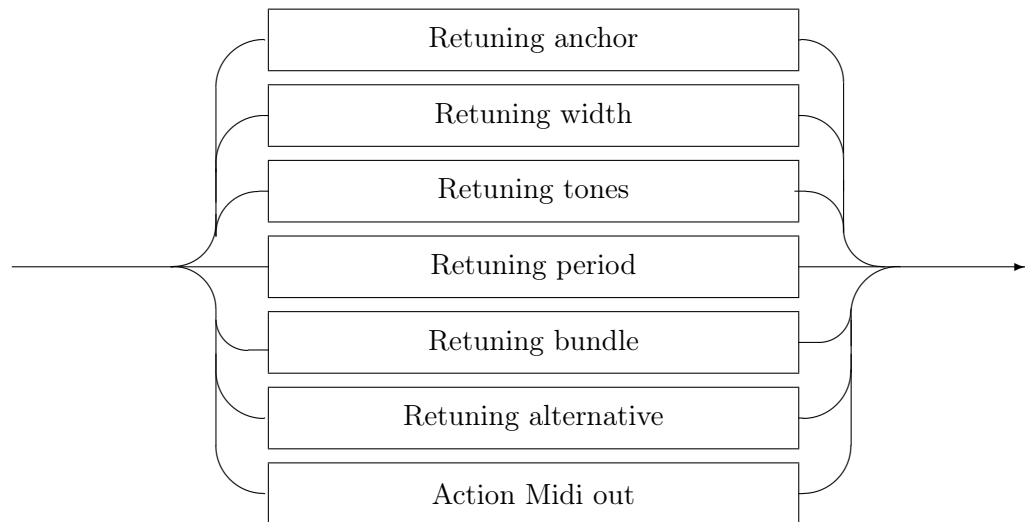 Retuning anchor
Retuning width
Retuning tones
Retuning period
Retuning bundle
Retuning alternative
Action Midi out